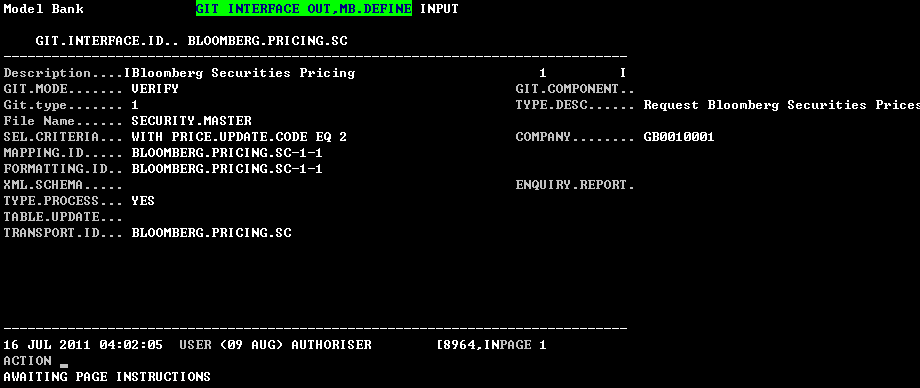 Model Bank GIT INTERFACE OUT,MB.DEFINE INPUT
GIT.INTERFACE.ID.. BLOOMBERG.PRICING.SC
Description....IBloomberg Securities Pricing 1 I
GIT.MODE....... VERIFY GIT.COMPONENT..
Git.type....... 1 TYPE.DESC...... Request Bloomberg Securities Prices
File Name...... SECURITY.MASTER
SEL.CRITERIA... WITH PRICE.UPDATE.CODE EQ 2 COMPANY........ GB0010001
MAPPING.ID..... BLOOMBERG.PRICING.SC-1-1
FORMATTING.ID.. BLOOMBERG.PRICING.SC-1-1
XML.SCHEMA..... ENQUIRY.REPORT.
TYPE.PROCESS... YES
TABLE.UPDATE...
TRANSPORT.ID... BLOOMBERG.PRICING.SC
16 JUL 2011 04:02:05 USER (09 AUG) AUTHORISER [8964,INPAGE 1
ACTION _
AWAITING PAGE INSTRUCTIONS